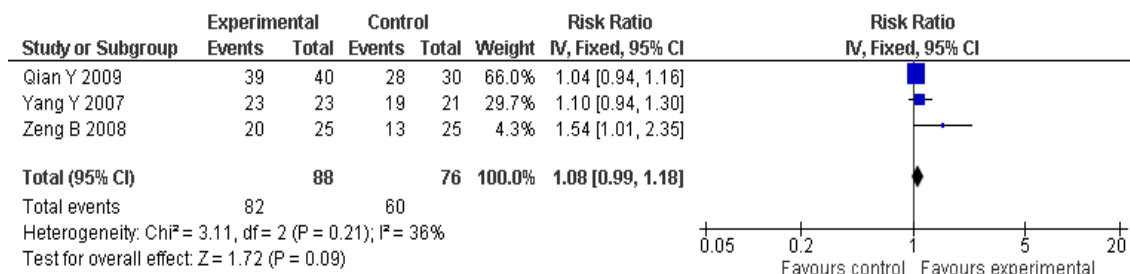 Experimental Control Risk Ratio Risk Ratio
Study or Subgroup Events Total Events Total Weight IV, Fixed, 95% CI IV, Fixed, 95% CI
Qian Y 2009 39 40 28 30 66.0% 1.04 [0.94, 1.16]
Yang Y 2007 23 23 19 21 29.7% 1.10 [0.94, 1.30]
Zeng B 2008 20 25 13 25 4.3% 1.54 [1.01, 2.35]
Total (95% CI) 88 76 100.0% 1.08 [0.99, 1.18]
Total events 82 60
Heterogeneity: Chi² = 3.11, df = 2 (P = 0.21); I² = 36%
Test for overall effect: Z = 1.72 (P = 0.09)
0.05 0.2 1 5 20
Favours control Favours experimental